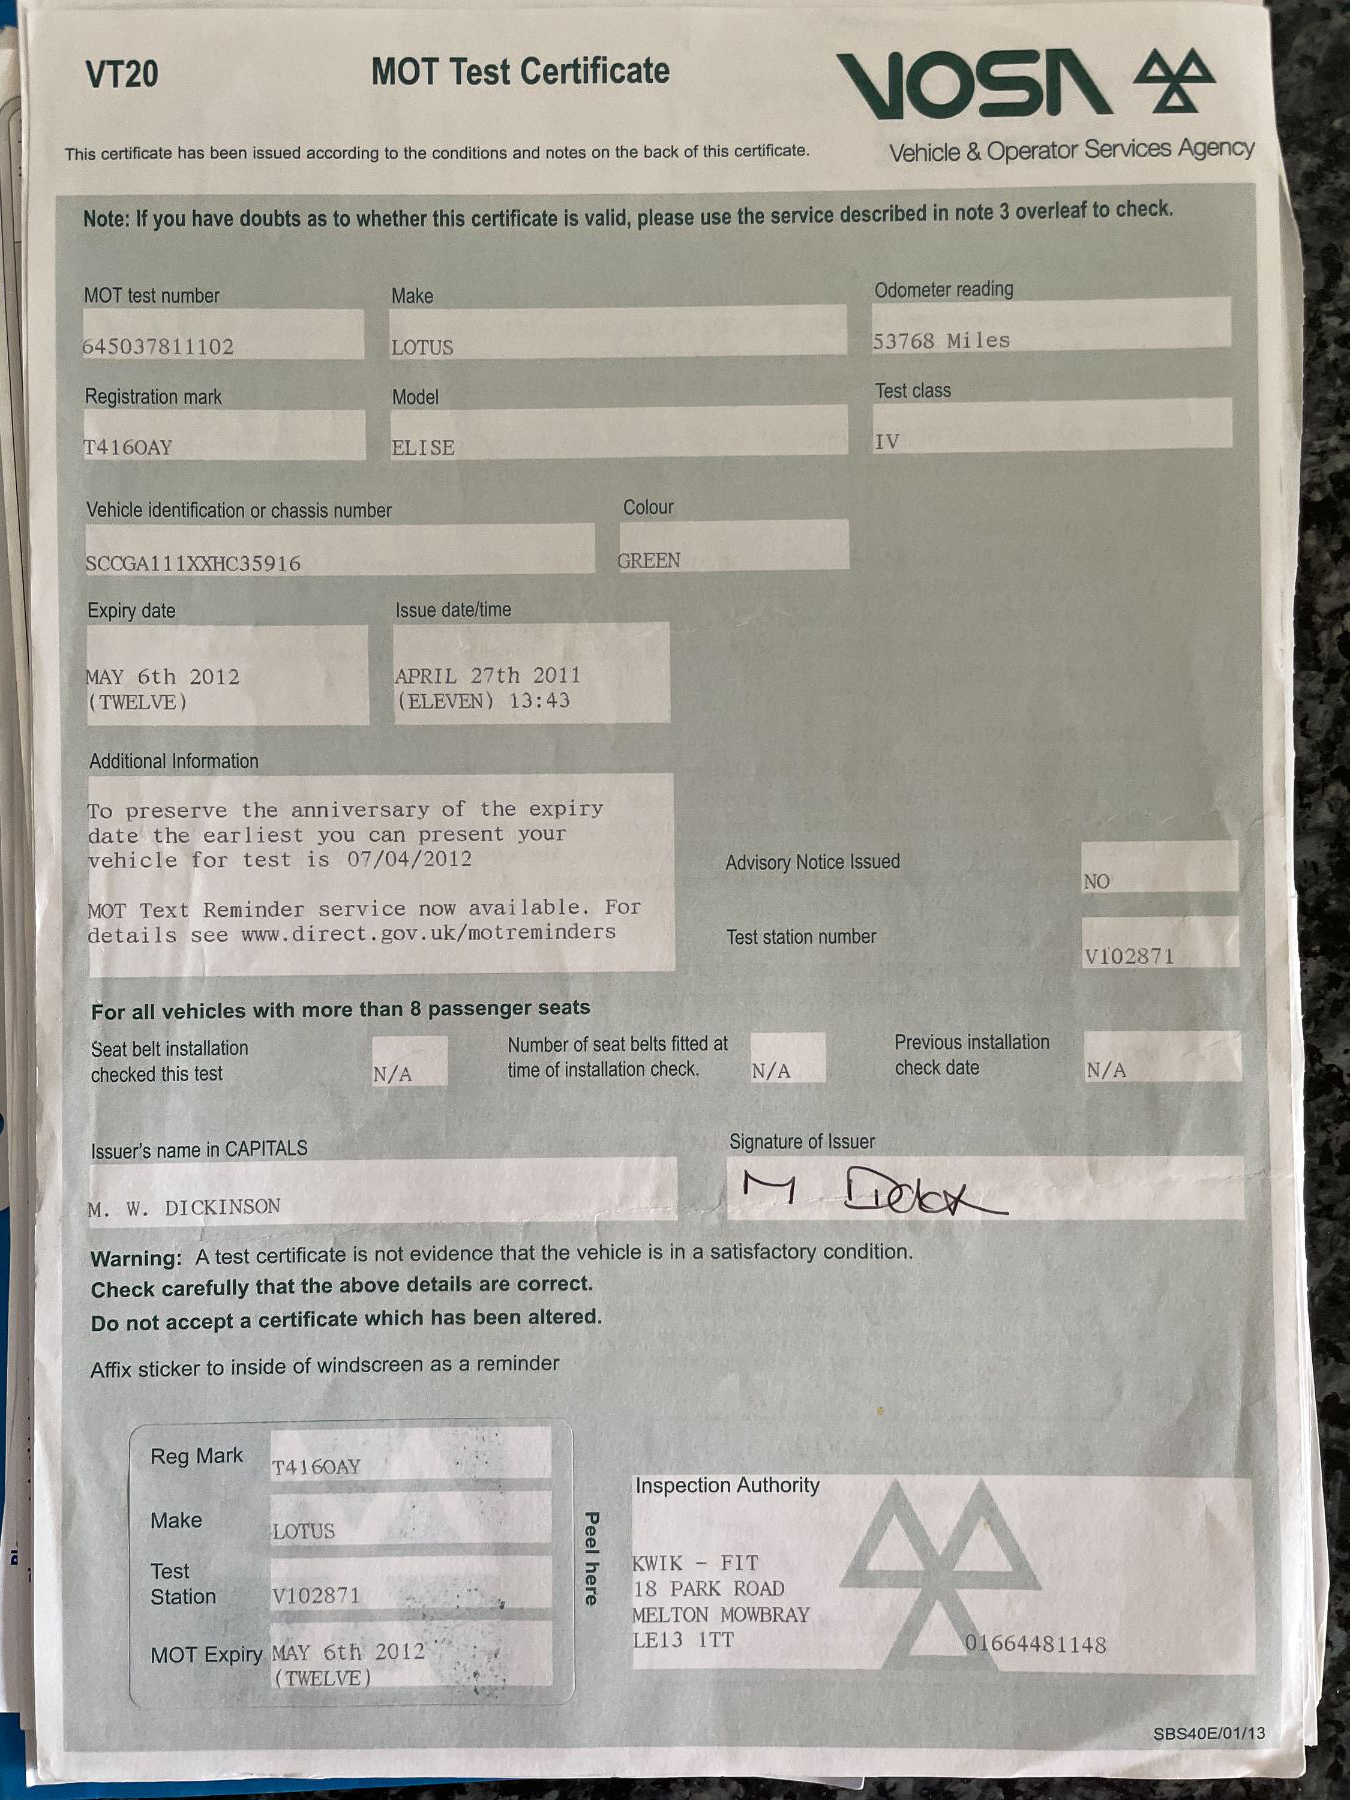 VT20
MOT Test Certificate
VOSA
Vehicle & Operator Services Agency
This certificate has been issued according to the conditions and notes on the back of this certificate.
Note: If you have doubts as to whether this certificate is valid, please use the service described in note 3 overleaf to check.
MOT test number
645037811102
Make
LOTUS
Odometer reading
53768 Miles
Registration mark
T416OAY
Model
ELISE
Test class
IV
Vehicle identification or chassis number
SCCGA111XXHC35916
Colour
GREEN
Expiry date
MAY 6th 2012
(TWELVE)
Issue date/time
APRIL 27th 2011
(ELEVEN) 13:43
Additional Information
To preserve the anniversary of the expiry
date the earliest you can present your
vehicle for test is 07/04/2012
MOT Text Reminder service now available. For
details see www.direct.gov.uk/motreminders
Advisory Notice Issued
NO
Test station number
V102871
For all vehicles with more than 8 passenger seats
Seat belt installation
checked this test
N/A
Number of seat belts fitted at
time of installation check.
N/A
Previous installation
check date
N/A
Issuer's name in CAPITALS
M. W. DICKINSON
Signature of Issuer
Warning: A test certificate is not evidence that the vehicle is in a satisfactory condition.
Check carefully that the above details are correct.
Do not accept a certificate which has been altered.
Affix sticker to inside of windscreen as a reminder
Reg Mark
T416OAY
Make
LOTUS
Test
Station
V102871
MOT Expiry
MAY 6th 2012
(TWELVE)
Peel here
Inspection Authority
KWIK - FIT
18 PARK ROAD
MELTON MOWBRAY
LE13 1TT
01664481148
SBS40E/01/13